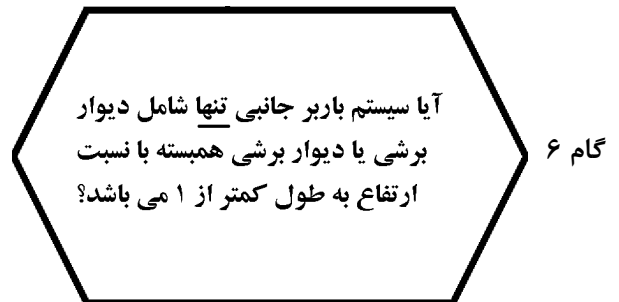 گام ۶
آیا سیستم باربر جانبی تنها شامل دیوار
برشی یا دیوار برشی همبسته با نسبت
ارتفاع به طول کمتر از ۱ می باشد؟